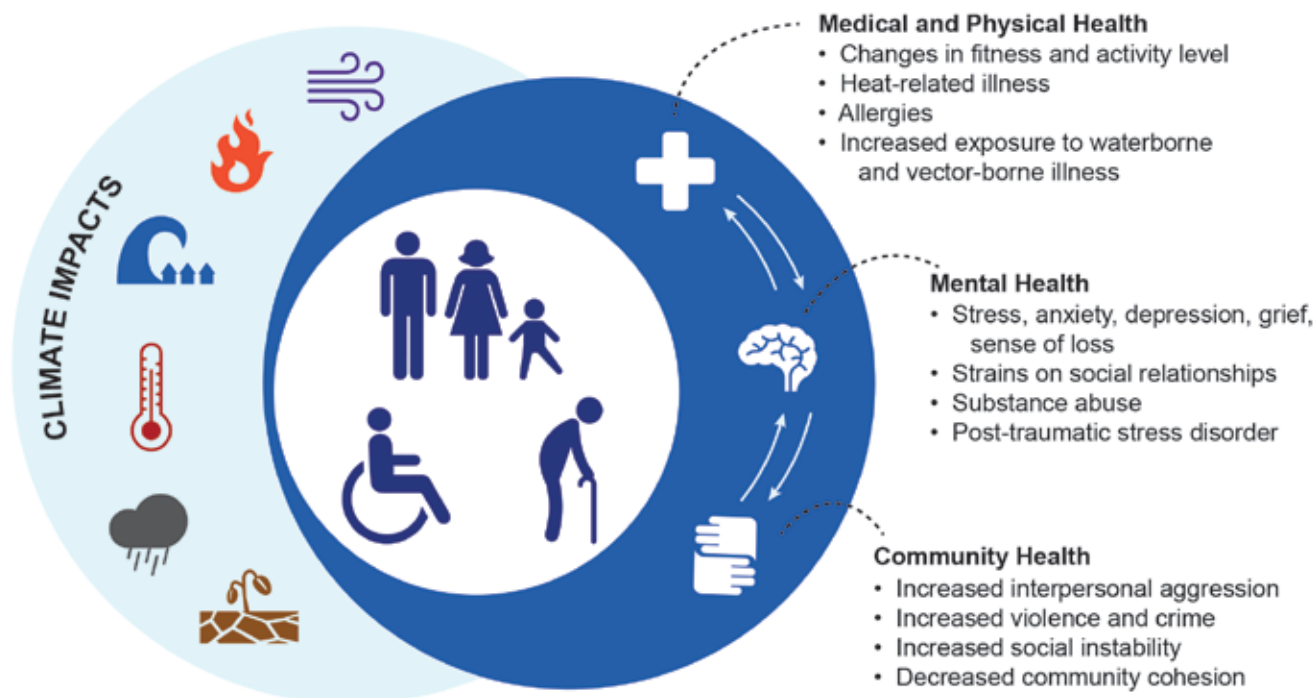 CLIMATE IMPACTS
Medical and Physical Health
• Changes in fitness and activity level
• Heat-related illness
• Allergies
• Increased exposure to waterborne
and vector-borne illness
Mental Health
• Stress, anxiety, depression, grief,
sense of loss
• Strains on social relationships
• Substance abuse
• Post-traumatic stress disorder
Community Health
• Increased interpersonal aggression
• Increased violence and crime
• Increased social instability
• Decreased community cohesion